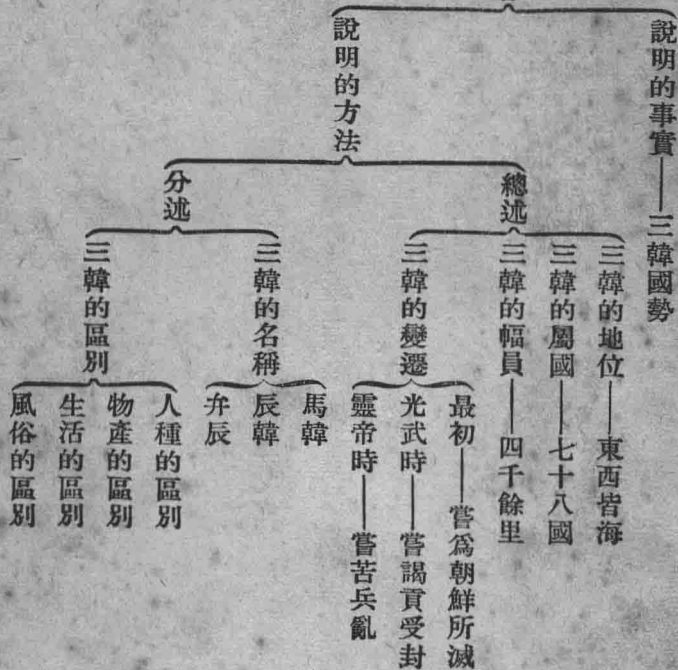 說明的事實——三韓國勢
說明的方法
總述
三韓的地位——東西皆海
三韓的屬國——七十八國
三韓的幅員——四千餘里
三韓的變遷
最初——嘗為朝鮮所滅
光武時——嘗謁貢受封
靈帝時——嘗苦兵亂
分述
三韓的名稱
馬韓
辰韓
弁辰
三韓的區別
人種的區別
物產的區別
生活的區別
風俗的區別